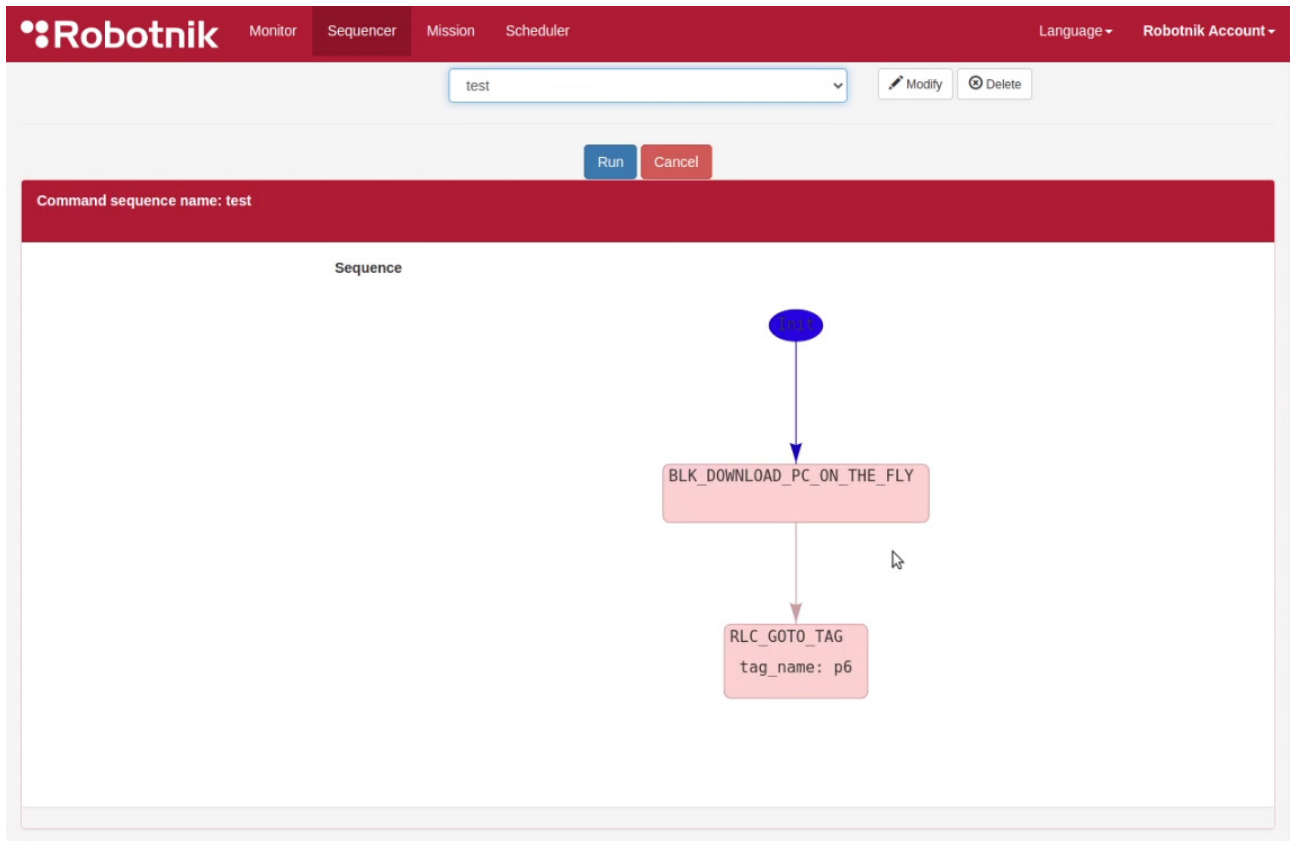 Robotnik Monitor Sequencer Mission Scheduler Language Robotnik Account
test Modify Delete
Run Cancel
Command sequence name: test
Sequence
Init
BLK_DOWNLOAD_PC_ON_THE_FLY
RLC_GOTO_TAG
tag_name: p6